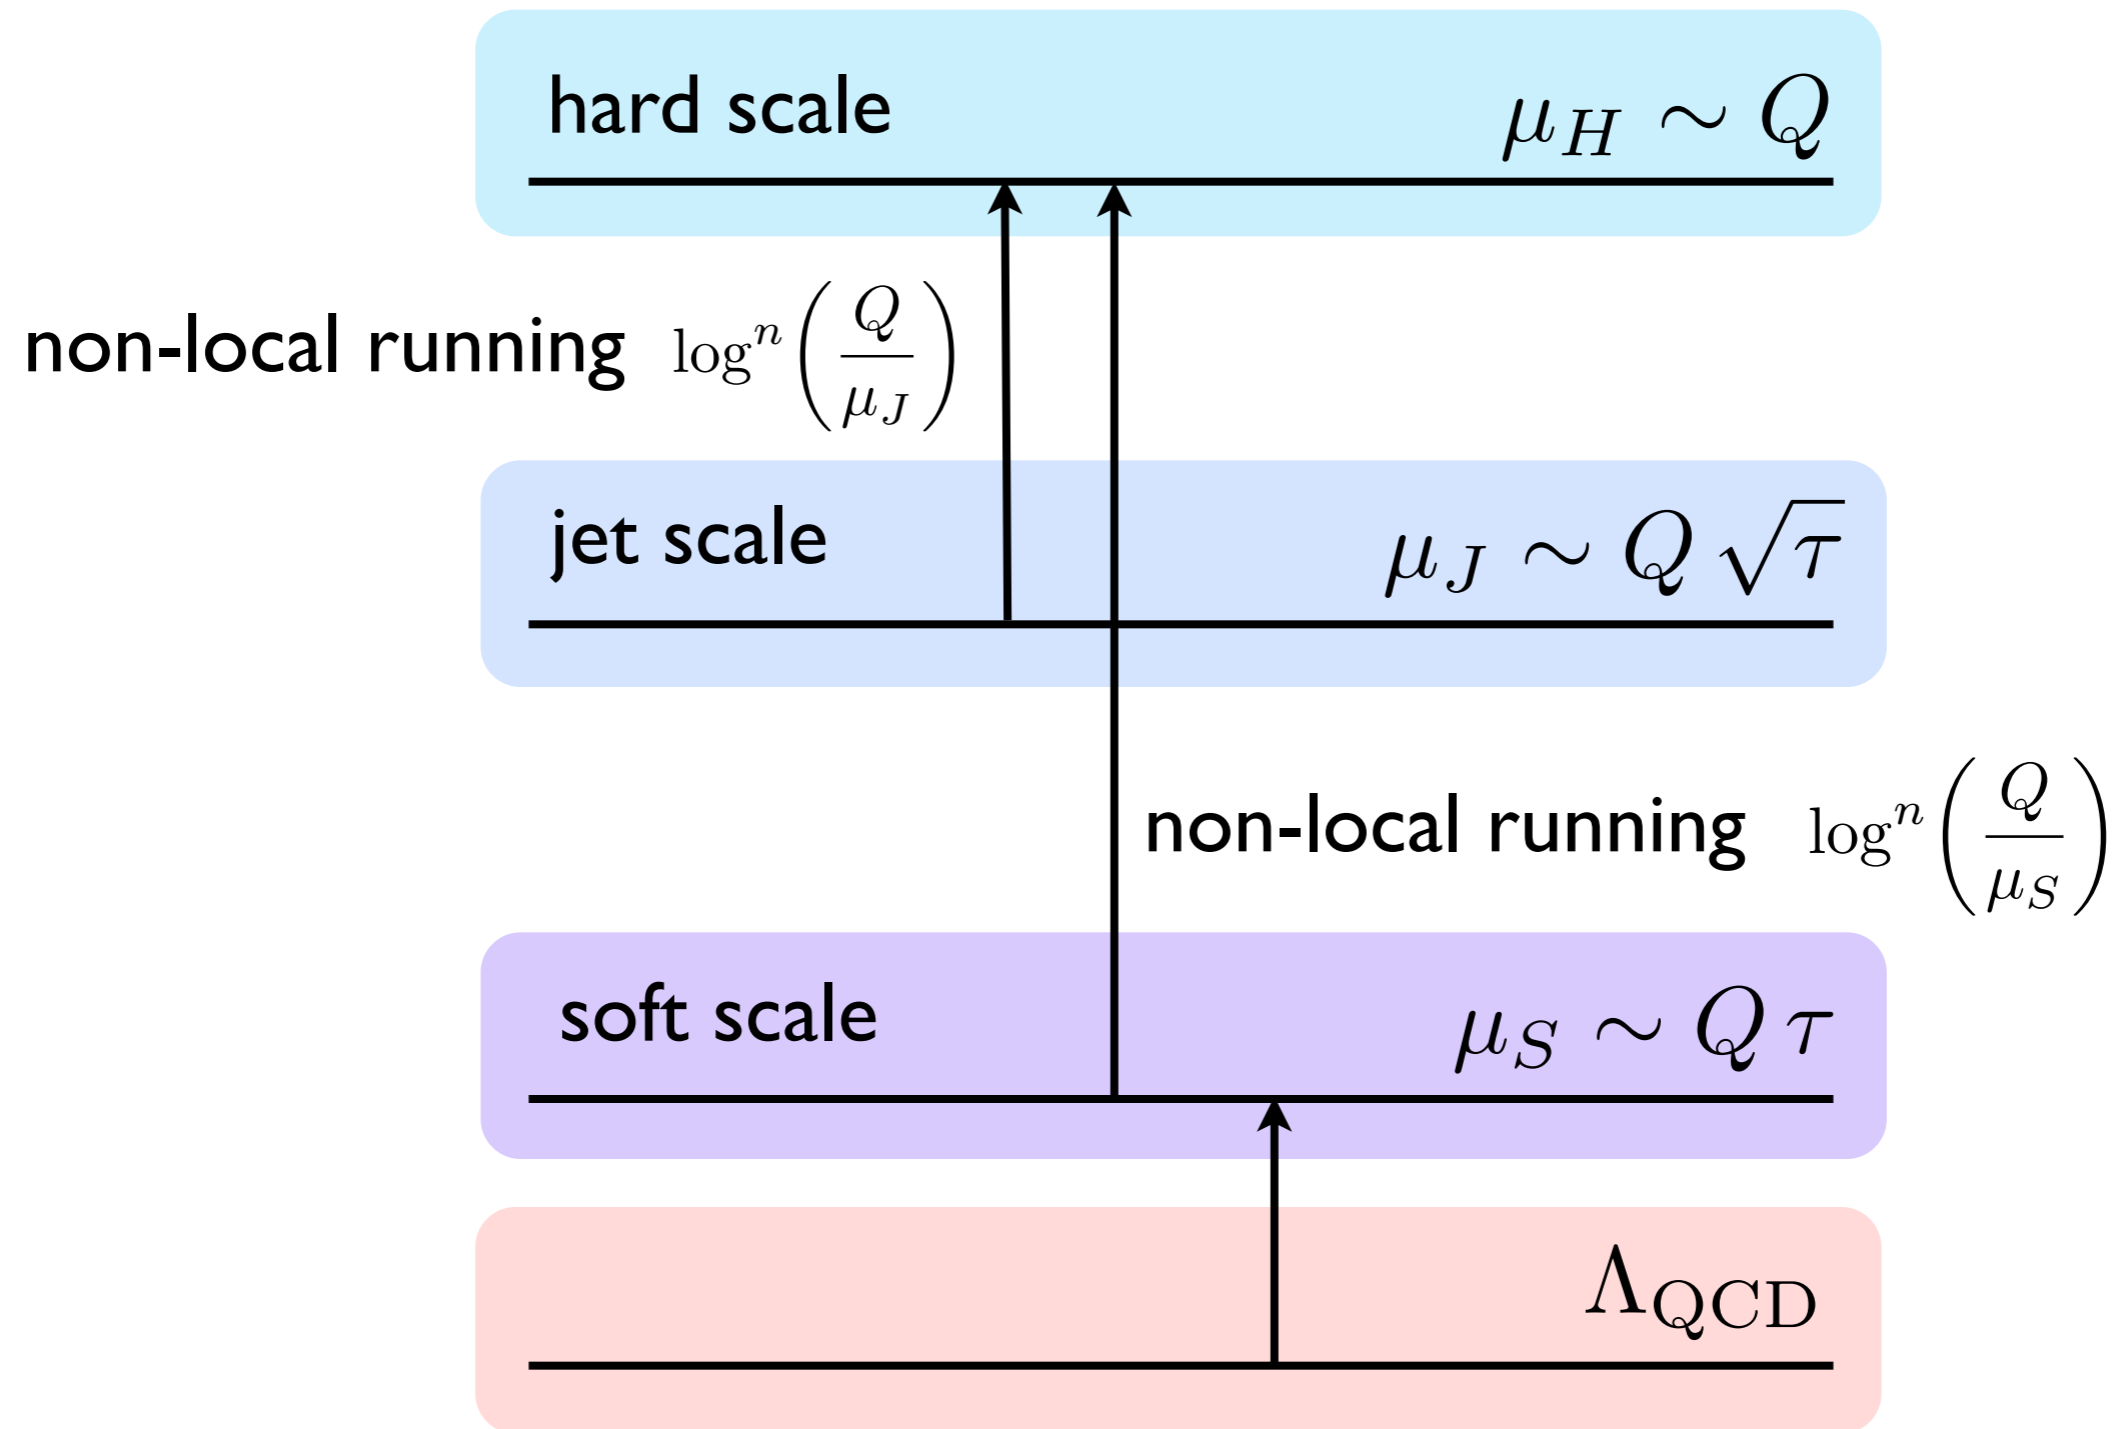 hard scale μ_H ∼ Q
non-local running log^n(Q/μ_J)
jet scale μ_J ∼ Q √τ
non-local running log^n(Q/μ_S)
soft scale μ_S ∼ Q τ
Λ_QCD